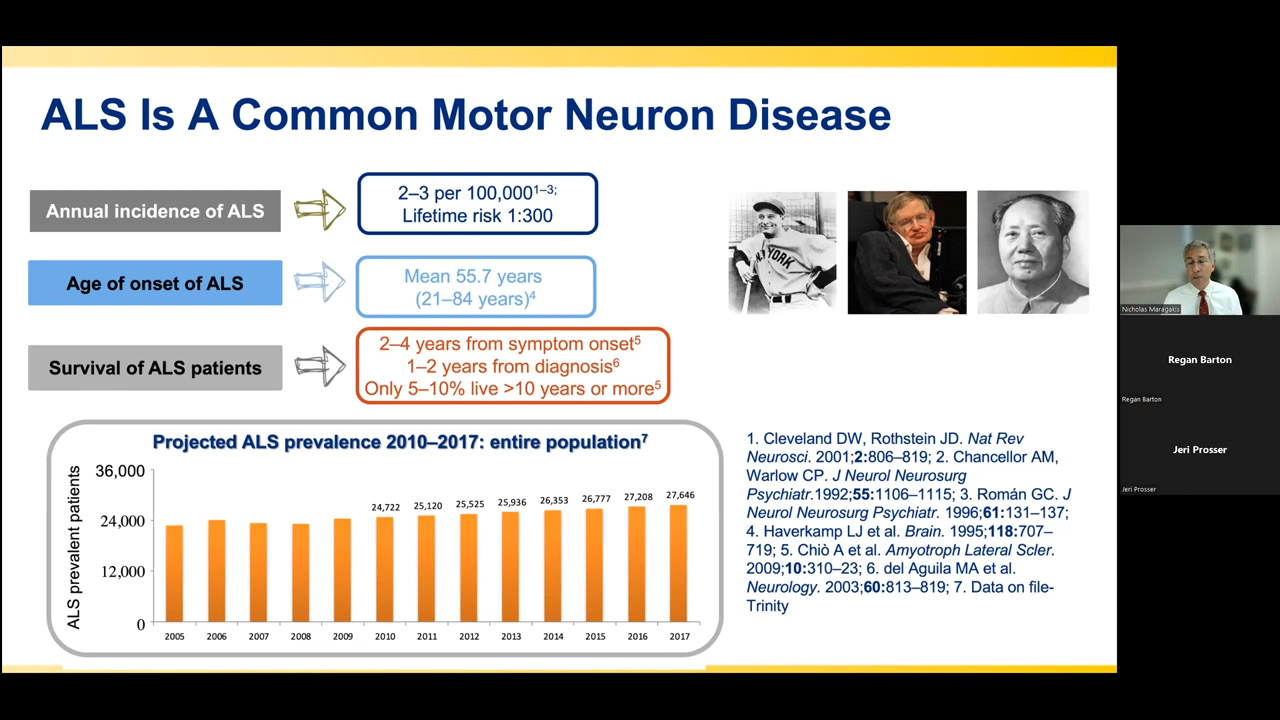 ALS Is A Common Motor Neuron Disease
Annual incidence of ALS
2–3 per 100,000¹⁻³;
Lifetime risk 1:300
Age of onset of ALS
Mean 55.7 years
(21–84 years)⁴
Survival of ALS patients
2–4 years from symptom onset⁵
1–2 years from diagnosis⁶
Only 5–10% live >10 years or more⁵
NEW YORK
Projected ALS prevalence 2010–2017: entire population⁷
ALS prevalent patients
36,000
24,000
12,000
0
24,722
25,120
25,525
25,936
26,353
26,777
27,208
27,646
2005
2006
2007
2008
2009
2010
2011
2012
2013
2014
2015
2016
2017
1. Cleveland DW, Rothstein JD. Nat Rev
Neurosci. 2001;2:806–819; 2. Chancellor AM,
Warlow CP. J Neurol Neurosurg
Psychiatr.1992;55:1106–1115; 3. Román GC. J
Neurol Neurosurg Psychiatr. 1996;61:131–137;
4. Haverkamp LJ et al. Brain. 1995;118:707–
719; 5. Chiò A et al. Amyotroph Lateral Scler.
2009;10:310–23; 6. del Aguila MA et al.
Neurology. 2003;60:813–819; 7. Data on file-
Trinity
Nicholas Maragakis
Regan Barton
Regan Barton
Jeri Prosser
Jeri Prosser